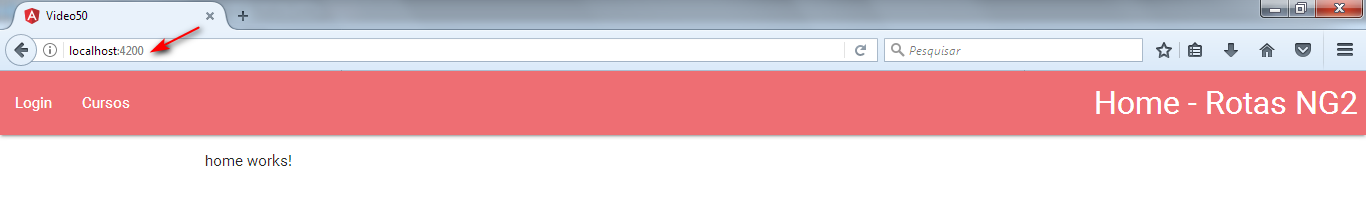 Video50
localhost:4200
Pesquisar
Login Cursos Home - Rotas NG2
home works!